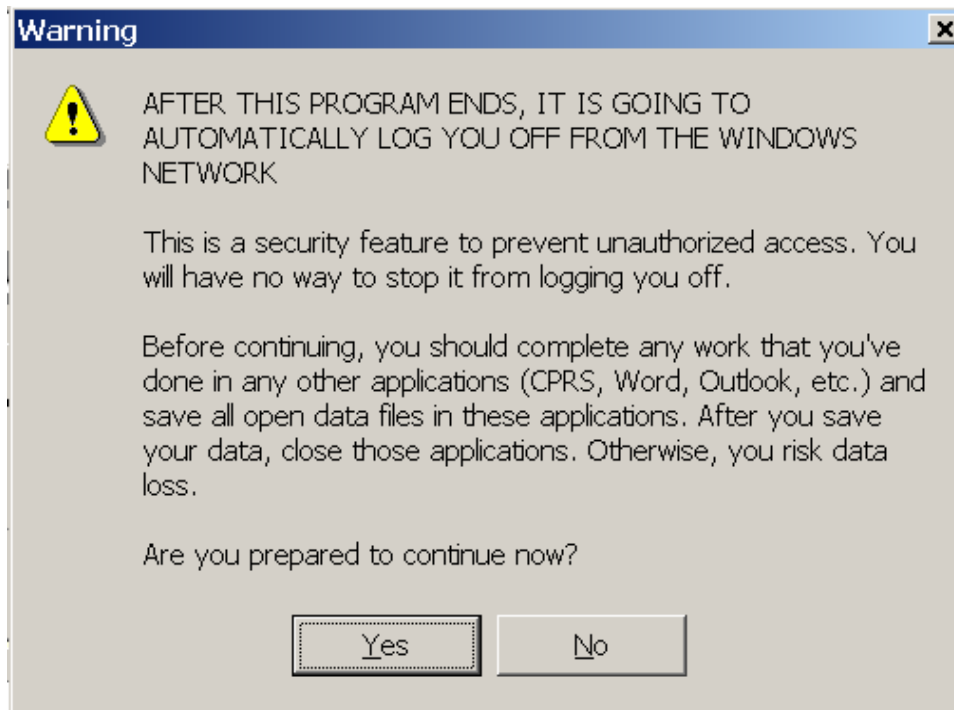 Warning
AFTER THIS PROGRAM ENDS, IT IS GOING TO
AUTOMATICALLY LOG YOU OFF FROM THE WINDOWS
NETWORK
This is a security feature to prevent unauthorized access. You
will have no way to stop it from logging you off.
Before continuing, you should complete any work that you've
done in any other applications (CPRS, Word, Outlook, etc.) and
save all open data files in these applications. After you save
your data, close those applications. Otherwise, you risk data
loss.
Are you prepared to continue now?
Yes No